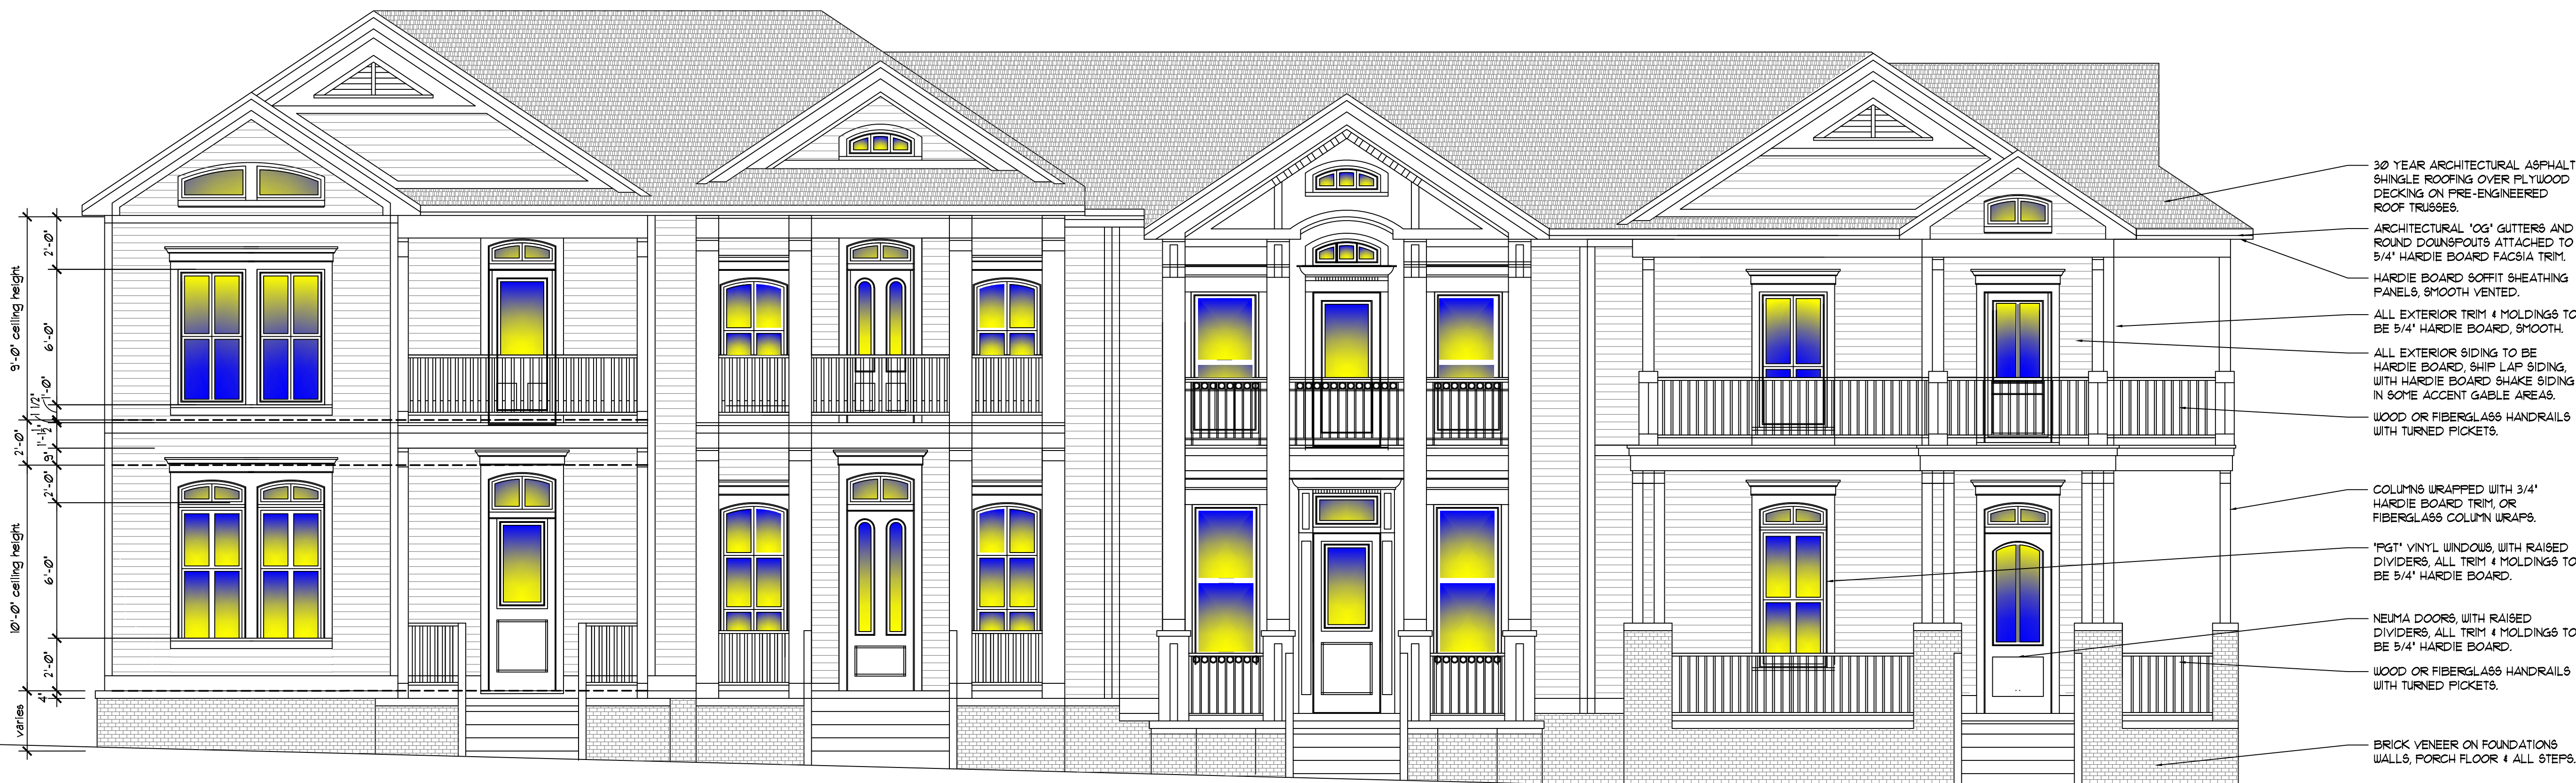 30 YEAR ARCHITECTURAL ASPHALT
SHINGLE ROOFING OVER PLYWOOD
DECKING ON PRE-ENGINEERED
ROOF TRUSSES.
ARCHITECTURAL "OG" GUTTERS AND
ROUND DOWNSPOUTS ATTACHED TO
5/4" HARDIE BOARD FACSIA TRIM.
HARDIE BOARD SOFFIT SHEATHING
PANELS, SMOOTH VENTED.
ALL EXTERIOR TRIM & MOLDINGS TO
BE 5/4" HARDIE BOARD, SMOOTH.
ALL EXTERIOR SIDING TO BE
HARDIE BOARD, SHIP LAP SIDING,
WITH HARDIE BOARD SHAKE SIDING
IN SOME ACCENT GABLE AREAS.
WOOD OR FIBERGLASS HANDRAILS
WITH TURNED PICKETS.
COLUMNS WRAPPED WITH 3/4"
HARDIE BOARD TRIM, OR
FIBERGLASS COLUMN WRAPS.
"PGT" VINYL WINDOWS, WITH RAISED
DIVIDERS, ALL TRIM & MOLDINGS TO
BE 5/4" HARDIE BOARD.
NEUMA DOORS, WITH RAISED
DIVIDERS, ALL TRIM & MOLDINGS TO
BE 5/4" HARDIE BOARD.
WOOD OR FIBERGLASS HANDRAILS
WITH TURNED PICKETS.
BRICK VENEER ON FOUNDATIONS
WALLS, PORCH FLOOR & ALL STEPS,
9'-0" ceiling height
2'-0"
10'-0" ceiling height
varies
2'-0"
6'-0"
1'-0"
1 1/2"
1'-1 1/2"
9"
2'-0"
6'-0"
2'-0"
4"